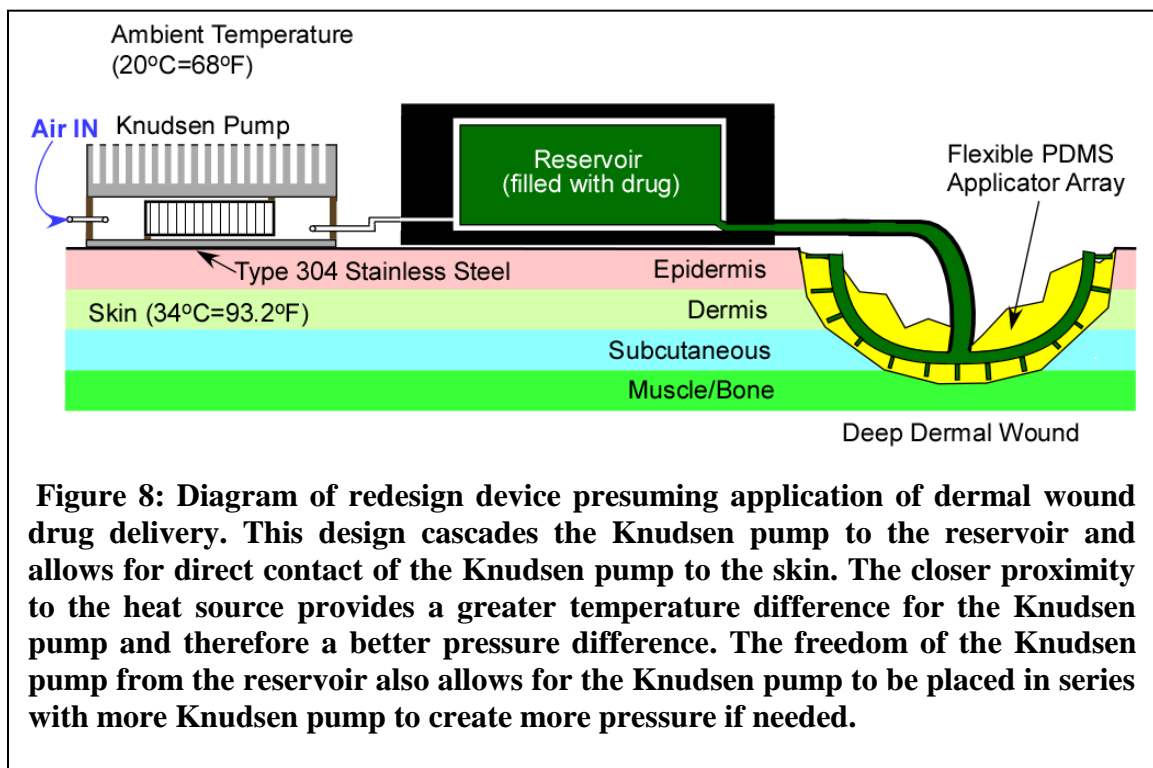 Ambient Temperature
(20ºC=68ºF)
Air IN
Knudsen Pump
Reservoir
(filled with drug)
Flexible PDMS
Applicator Array
Type 304 Stainless Steel
Epidermis
Skin (34ºC=93.2ºF)
Dermis
Subcutaneous
Muscle/Bone
Deep Dermal Wound
Figure 8: Diagram of redesign device presuming application of dermal wound
drug delivery. This design cascades the Knudsen pump to the reservoir and
allows for direct contact of the Knudsen pump to the skin. The closer proximity
to the heat source provides a greater temperature difference for the Knudsen
pump and therefore a better pressure difference. The freedom of the Knudsen
pump from the reservoir also allows for the Knudsen pump to be placed in series
with more Knudsen pump to create more pressure if needed.